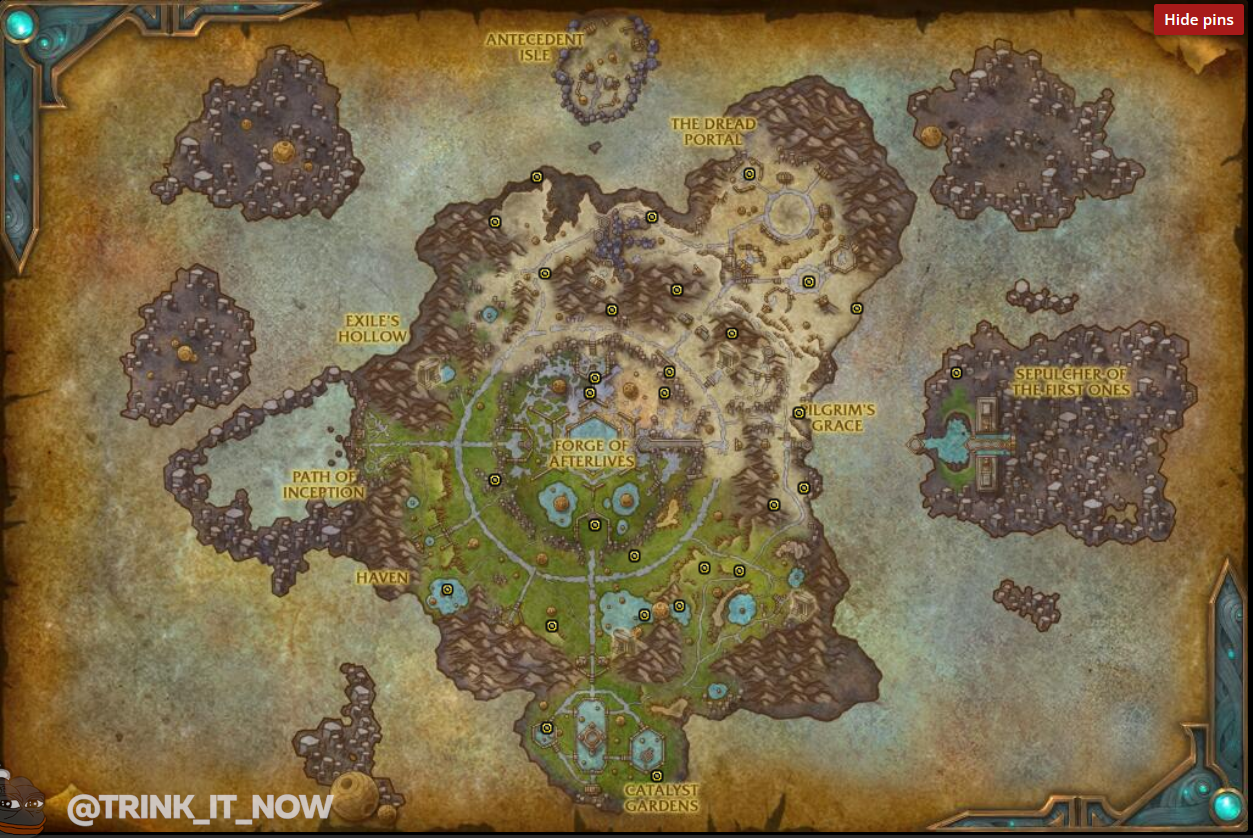 Hide pins
ANTECEDENT
ISLE
THE DREAD
PORTAL
EXILE'S
HOLLOW
SEPULCHER OF
THE FIRST ONES
PILGRIM'S
GRACE
FORGE OF
AFTERLIVES
PATH OF
INCEPTION
HAVEN
CATALYST
GARDENS
@TRINK_IT_NOW